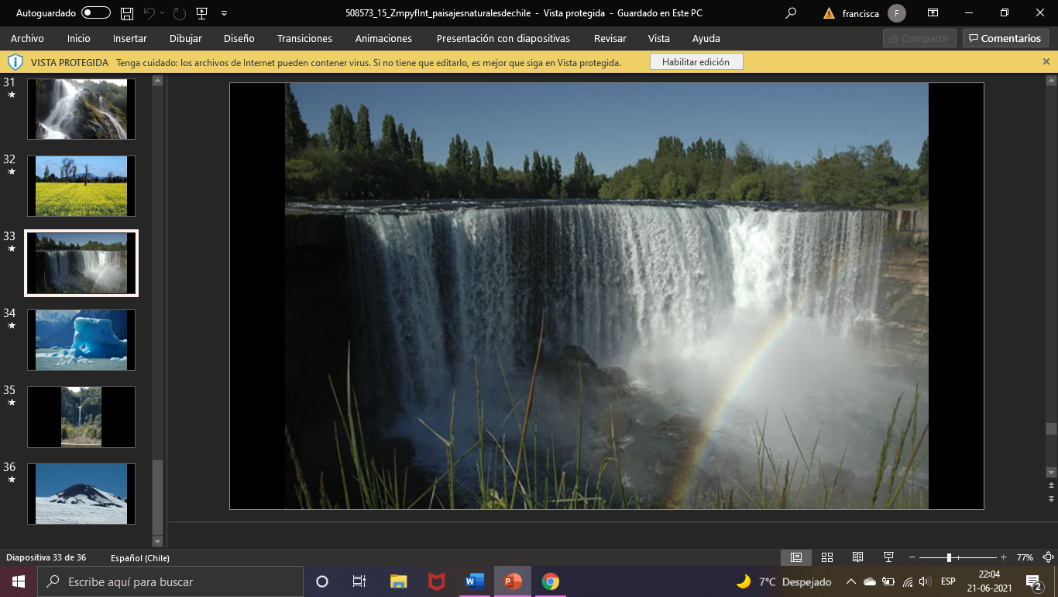 Autoguardado 508573_15_ZmpyfInt_paisajesnaturalesdechile - Vista protegida • Guardado en Este PC francisca F
Archivo Inicio Insertar Dibujar Diseño Transiciones Animaciones Presentación con diapositivas Revisar Vista Ayuda Compartir Comentarios
VISTA PROTEGIDA Tenga cuidado: los archivos de Internet pueden contener virus. Si no tiene que editarlo, es mejor que siga en Vista protegida. Habilitar edición
31
32
33
34
35
36
Diapositiva 33 de 36 Español (Chile) 77%
Escribe aquí para buscar 7°C Despejado ESP 22:04
21-06-2021 2